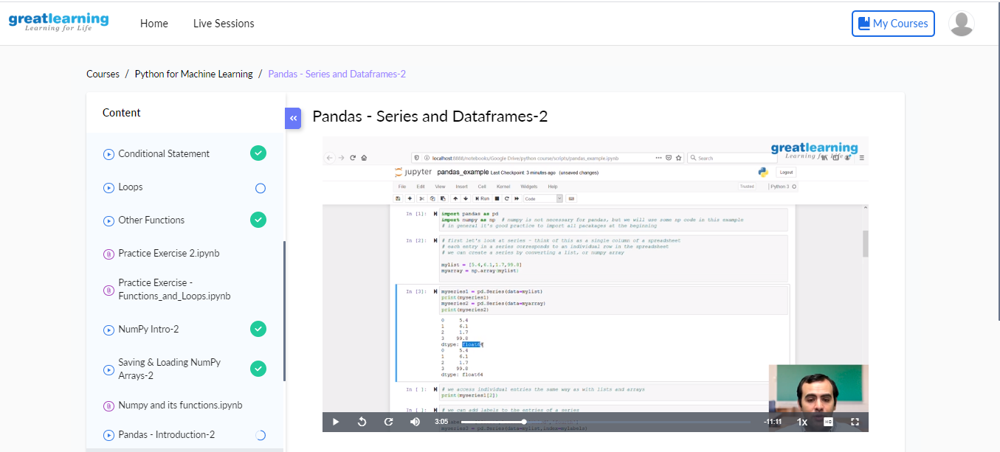 greatlearning
Learning for Life
Home
Live Sessions
My Courses
Courses / Python for Machine Learning / Pandas - Series and Dataframes-2
Content
Conditional Statement
Loops
Other Functions
Practice Exercise 2.ipynb
Practice Exercise -
Functions_and_Loops.ipynb
NumPy Intro-2
Saving & Loading NumPy
Arrays-2
Numpy and its functions.ipynb
Pandas - Introduction-2
Pandas - Series and Dataframes-2
greatlearning
Learning for Life
localhost:8888/notebooks/Google Drive/python course/scripts/pandas_example.ipynb
Search
jupyter pandas_example Last Checkpoint: 3 minutes ago (unsaved changes)
Logout
File Edit View Insert Cell Kernel Widgets Help
Trusted
Python 3
Run
Code
In [1]: import pandas as pd
import numpy as np # numpy is not necessary for pandas, but we will use some np code in this example
# in general it's good practice to import all pacakages at the beginning
In [2]: # first let's look at series - think of this as a single column of a spreadsheet
# each entry in a series corresponds to an individual row in the spreadsheet
# we can create a series by converting a list, or numpy array
mylist = [5.4,6.1,1.7,99.8]
myarray = np.array(mylist)
In [3]: myseries1 = pd.Series(data=mylist)
print(myseries1)
myseries2 = pd.Series(data=myarray)
print(myseries2)
0 5.4
1 6.1
2 1.7
3 99.8
dtype: float64
0 5.4
1 6.1
2 1.7
3 99.8
dtype: float64
In [ ]: # we access individual entries the same way as with lists and arrays
print(myseries1[2])
In [ ]: # we can add labels to the entries of a series
myseries3 = pd.Series(data=mylist,index=mylabels)
3:05
-11:11
1x
HD